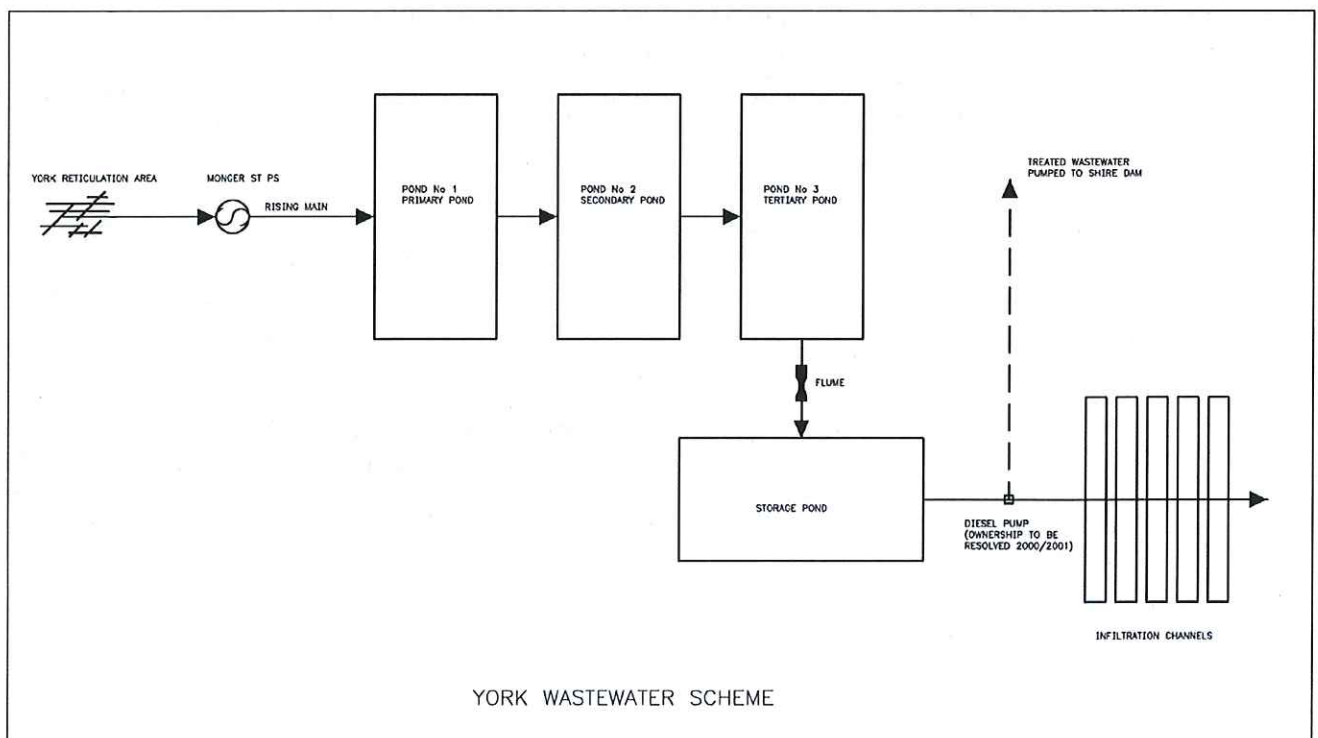 YORK RETICULATION AREA
MONGER ST PS
RISING MAIN
POND No 1
PRIMARY POND
POND No 2
SECONDARY POND
POND No 3
TERTIARY POND
TREATED WASTEWATER
PUMPED TO SHIRE DAM
FLUME
STORAGE POND
DIESEL PUMP
(OWNERSHIP TO BE
RESOLVED 2000/2001)
INFILTRATION CHANNELS
YORK WASTEWATER SCHEME